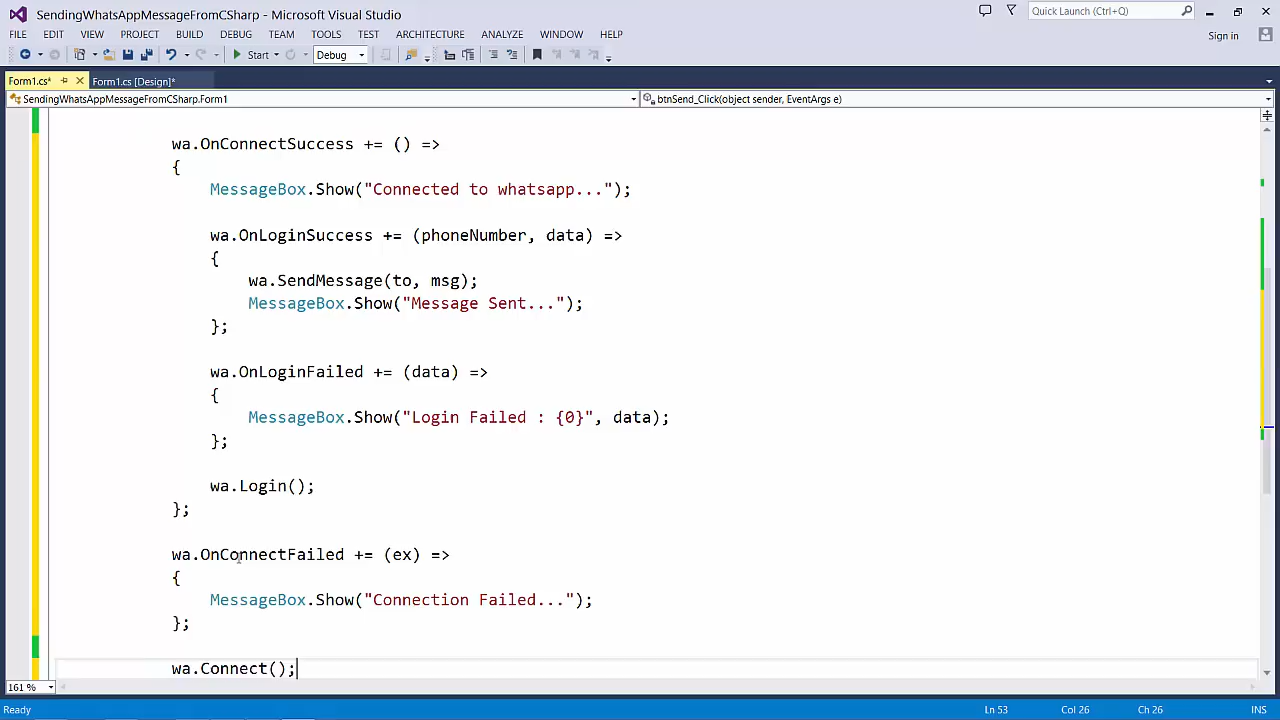 SendingWhatsAppMessageFromCSharp - Microsoft Visual Studio
Quick Launch (Ctrl+Q)
FILE EDIT VIEW PROJECT BUILD DEBUG TEAM TOOLS TEST ARCHITECTURE ANALYZE WINDOW HELP
Sign in
Start Debug
Form1.cs* Form1.cs [Design]*
SendingWhatsAppMessageFromCSharp.Form1 btnSend_Click(object sender, EventArgs e)
wa.OnConnectSuccess += () =>
{
MessageBox.Show("Connected to whatsapp...");
wa.OnLoginSuccess += (phoneNumber, data) =>
{
wa.SendMessage(to, msg);
MessageBox.Show("Message Sent...");
};
wa.OnLoginFailed += (data) =>
{
MessageBox.Show("Login Failed : {0}", data);
};
wa.Login();
};
wa.OnConnectFailed += (ex) =>
{
MessageBox.Show("Connection Failed...");
};
wa.Connect();
161 %
Ready Ln 53 Col 26 Ch 26 INS